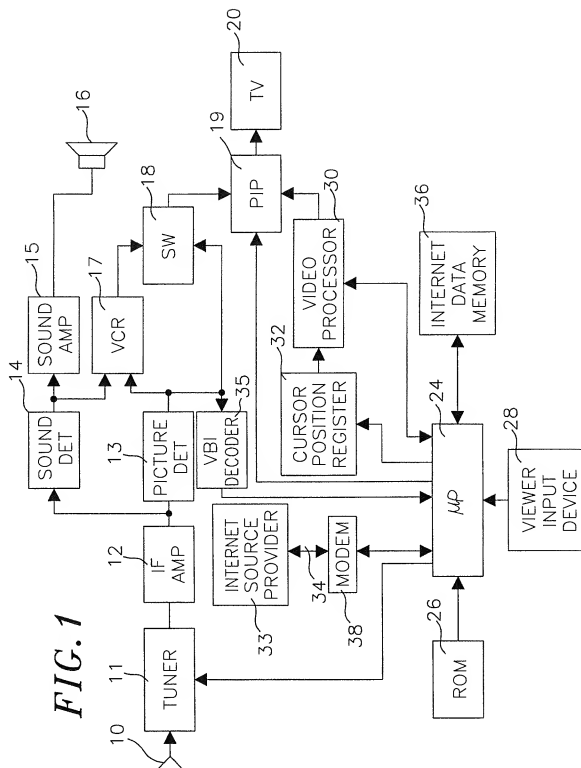 FIG. 1
10
11
TUNER
12
IF
AMP
13
PICTURE
DET
14
SOUND
DET
15
SOUND
AMP
16
17
VCR
18
SW
19
PIP
20
TV
35
VBI
DECODER
30
VIDEO
PROCESSOR
32
CURSOR
POSITION
REGISTER
33
INTERNET
SOURCE
PROVIDER
34
MODEM
38
36
INTERNET
DATA
MEMORY
24
μP
26
ROM
28
VIEWER
INPUT
DEVICE